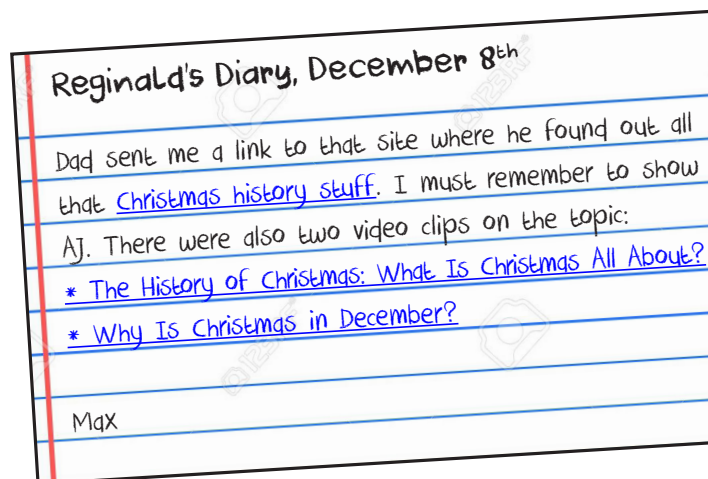 Reginald's Diary, December 8th
Dad sent me a link to that site where he found out all
that Christmas history stuff. I must remember to show
AJ. There were also two video clips on the topic:
* The History of Christmas: What Is Christmas All About?
* Why Is Christmas in December?
Max
123RF
123RF